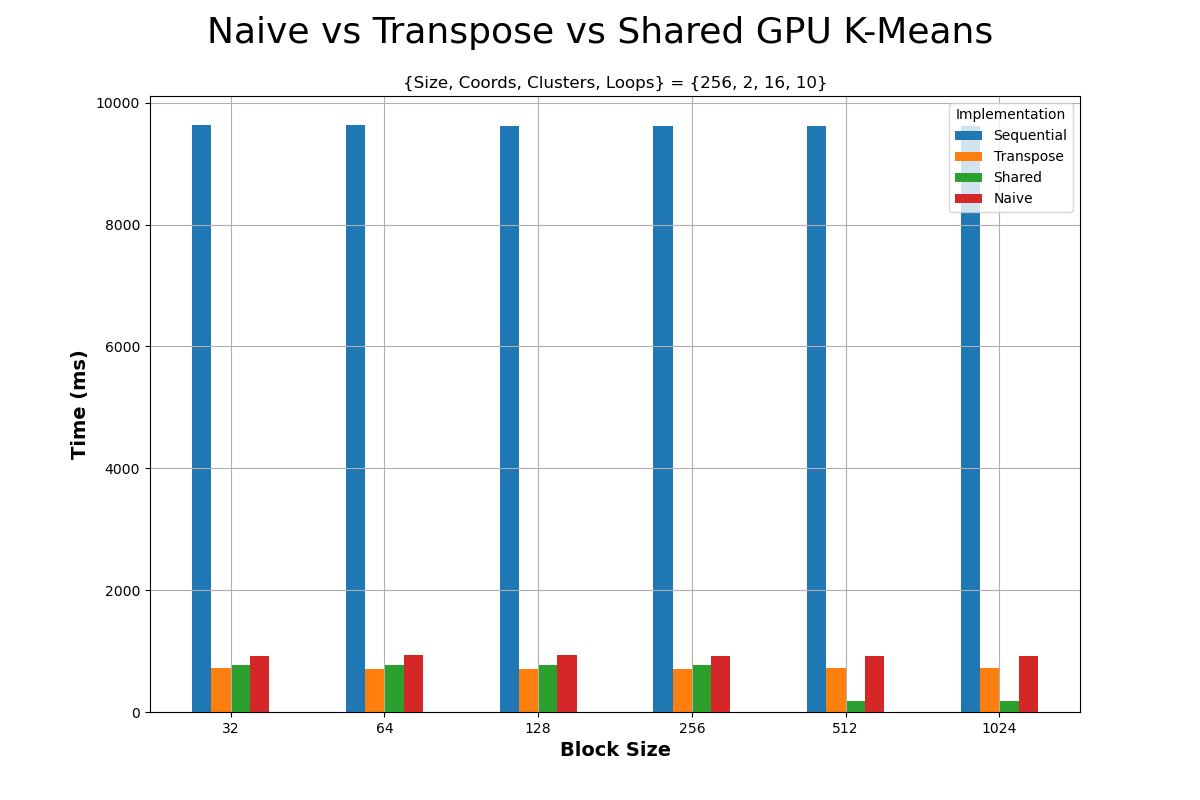 Naive vs Transpose vs Shared GPU K-Means
{Size, Coords, Clusters, Loops} = {256, 2, 16, 10}
Implementation
Sequential
Transpose
Shared
Naive
10000
8000
6000
4000
2000
0
Time (ms)
32 64 128 256 512 1024
Block Size